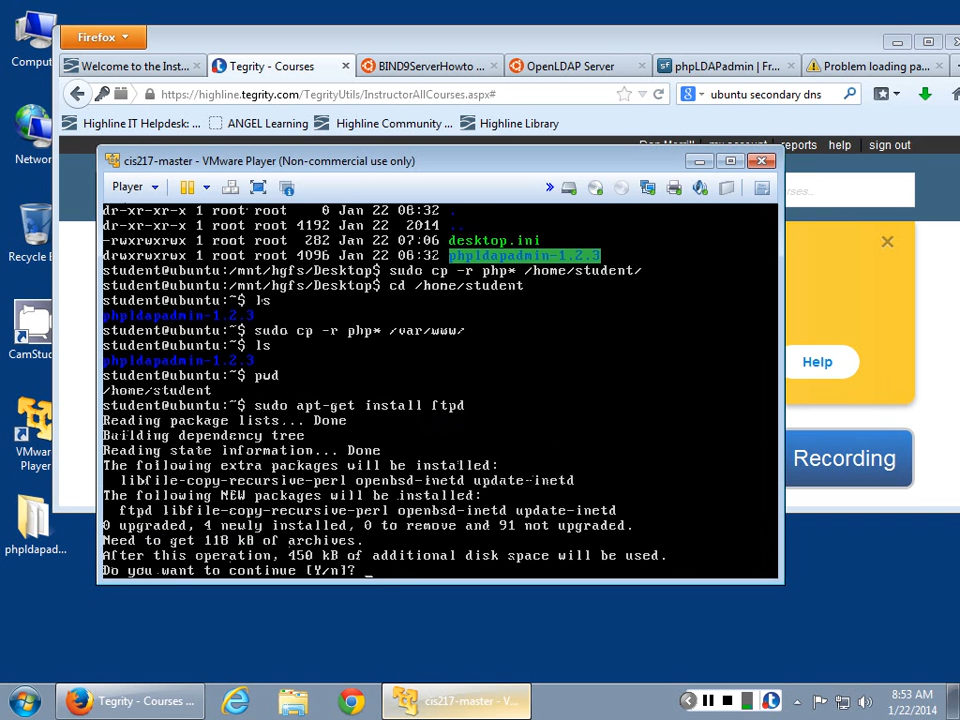 Comput
Networ
Recycle E
CamStuc
VMwar
Player
phpldapad...
Firefox
Welcome to the Inst...
Tegrity - Courses
BIND9ServerHowto ...
OpenLDAP Server
phpLDAPadmin | Fr...
Problem loading pa...
https://highline.tegrity.com/TegrityUtils/InstructorAllCourses.aspx#
ubuntu secondary dns
Highline IT Helpdesk: ...
ANGEL Learning
Highline Community ...
Highline Library
reports help sign out
cis217-master - VMware Player (Non-commercial use only)
Player
dr-xr-xr-x 1 root root 0 Jan 22 08:32 .
dr-xr-xr-x 1 root root 4192 Jan 22 2014 ..
-rwxrwxrwx 1 root root 282 Jan 22 07:06 desktop.ini
drwxrwxrwx 1 root root 4096 Jan 22 08:32 phpldapadmin-1.2.3
student@ubuntu:/mnt/hgfs/Desktop$ sudo cp -r php* /home/student/
student@ubuntu:/mnt/hgfs/Desktop$ cd /home/student
student@ubuntu:~$ ls
phpldapadmin-1.2.3
student@ubuntu:~$ sudo cp -r php* /var/www/
student@ubuntu:~$ ls
phpldapadmin-1.2.3
student@ubuntu:~$ pwd
/home/student
student@ubuntu:~$ sudo apt-get install ftpd
Reading package lists... Done
Building dependency tree
Reading state information... Done
The following extra packages will be installed:
libfile-copy-recursive-perl openbsd-inetd update-inetd
The following NEW packages will be installed:
ftpd libfile-copy-recursive-perl openbsd-inetd update-inetd
0 upgraded, 4 newly installed, 0 to remove and 91 not upgraded.
Need to get 118 kB of archives.
After this operation, 450 kB of additional disk space will be used.
Do you want to continue [Y/n]? _
Help
Recording
Tegrity - Courses ...
cis217-master - V...
8:53 AM
1/22/2014